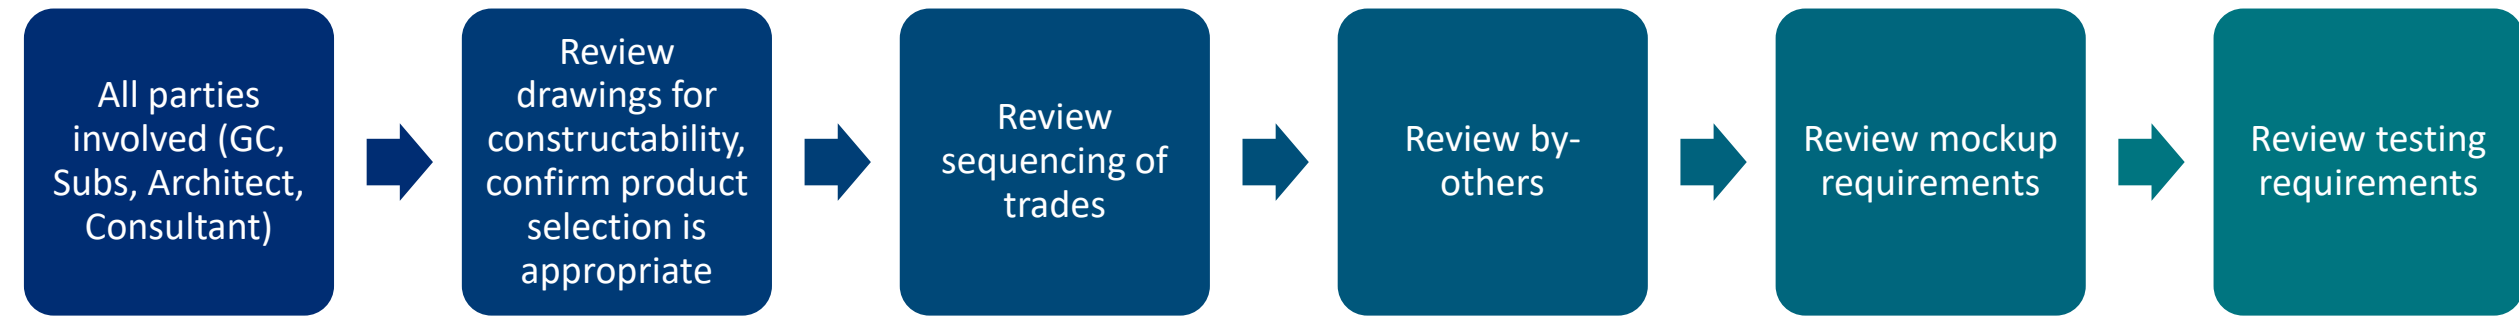 All parties
involved (GC,
Subs, Architect,
Consultant)
Review
drawings for
constructability,
confirm product
selection is
appropriate
Review
sequencing of
trades
Review by-
others
Review mockup
requirements
Review testing
requirements